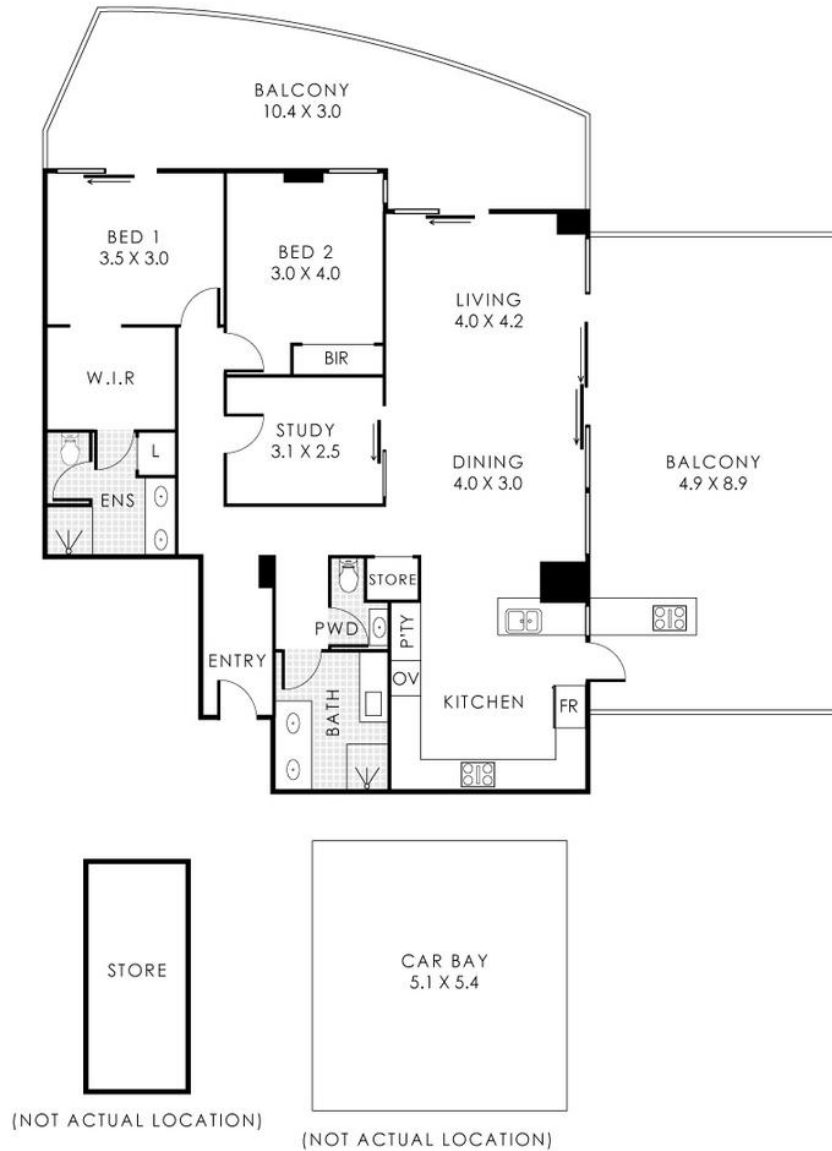 BALCONY
10.4 X 3.0
BED 1
3.5 X 3.0
BED 2
3.0 X 4.0
LIVING
4.0 X 4.2
BIR
W.I.R
STUDY
3.1 X 2.5
L
ENS
DINING
4.0 X 3.0
BALCONY
4.9 X 8.9
STORE
PWD
P'TY
ENTRY
OV
KITCHEN
FR
BATH
STORE
CAR BAY
5.1 X 5.4
(NOT ACTUAL LOCATION)
(NOT ACTUAL LOCATION)